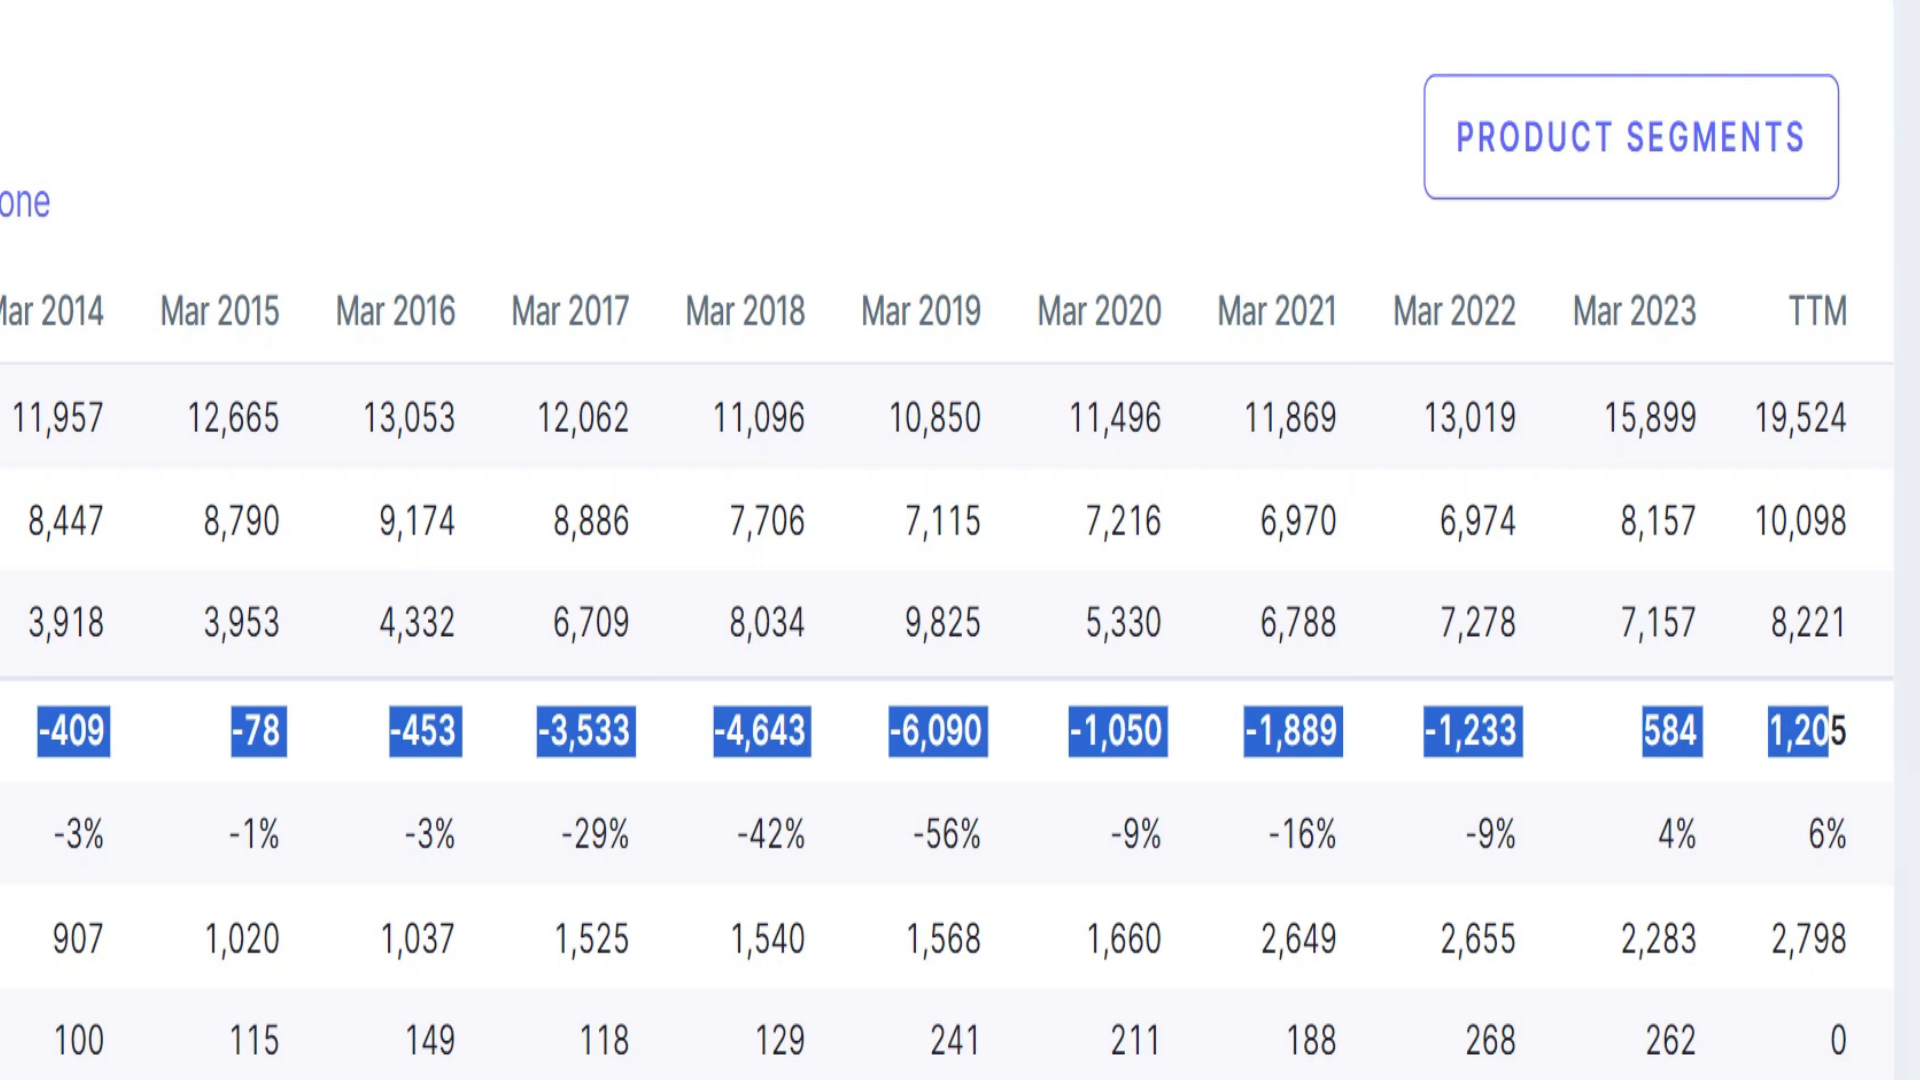 PRODUCT SEGMENTS
one
Mar 2014 Mar 2015 Mar 2016 Mar 2017 Mar 2018 Mar 2019 Mar 2020 Mar 2021 Mar 2022 Mar 2023 TTM
11,957 12,665 13,053 12,062 11,096 10,850 11,496 11,869 13,019 15,899 19,524
8,447 8,790 9,174 8,886 7,706 7,115 7,216 6,970 6,974 8,157 10,098
3,918 3,953 4,332 6,709 8,034 9,825 5,330 6,788 7,278 7,157 8,221
-409 -78 -453 -3,533 -4,643 -6,090 -1,050 -1,889 -1,233 584 1,205
-3% -1% -3% -29% -42% -56% -9% -16% -9% 4% 6%
907 1,020 1,037 1,525 1,540 1,568 1,660 2,649 2,655 2,283 2,798
100 115 149 118 129 241 211 188 268 262 0